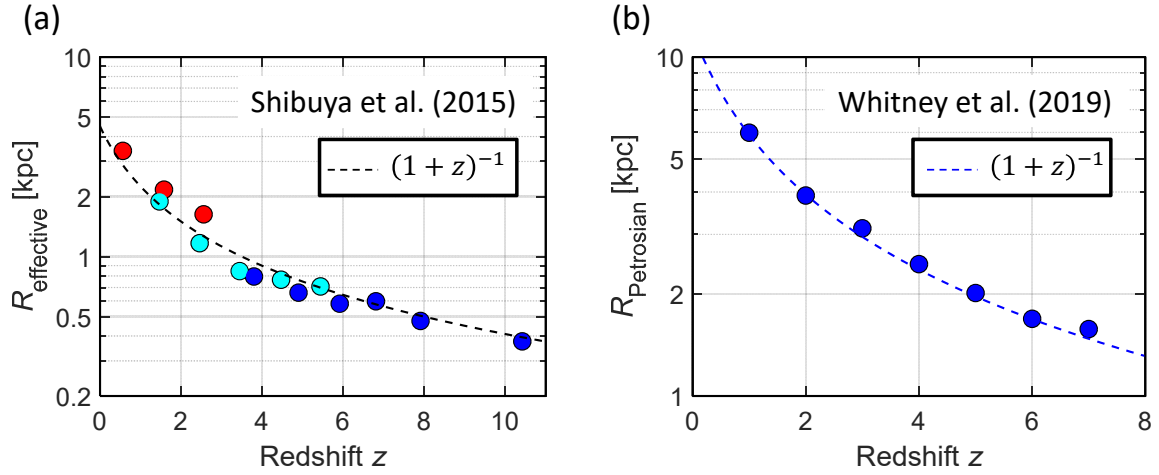 (a)
Shibuya et al. (2015)
(1 + z)⁻¹
R_effective [kpc]
10
5
2
1
0.5
0.2
0 2 4 6 8 10
Redshift z
(b)
Whitney et al. (2019)
(1 + z)⁻¹
R_Petrosian [kpc]
10
5
2
1
0 2 4 6 8
Redshift z